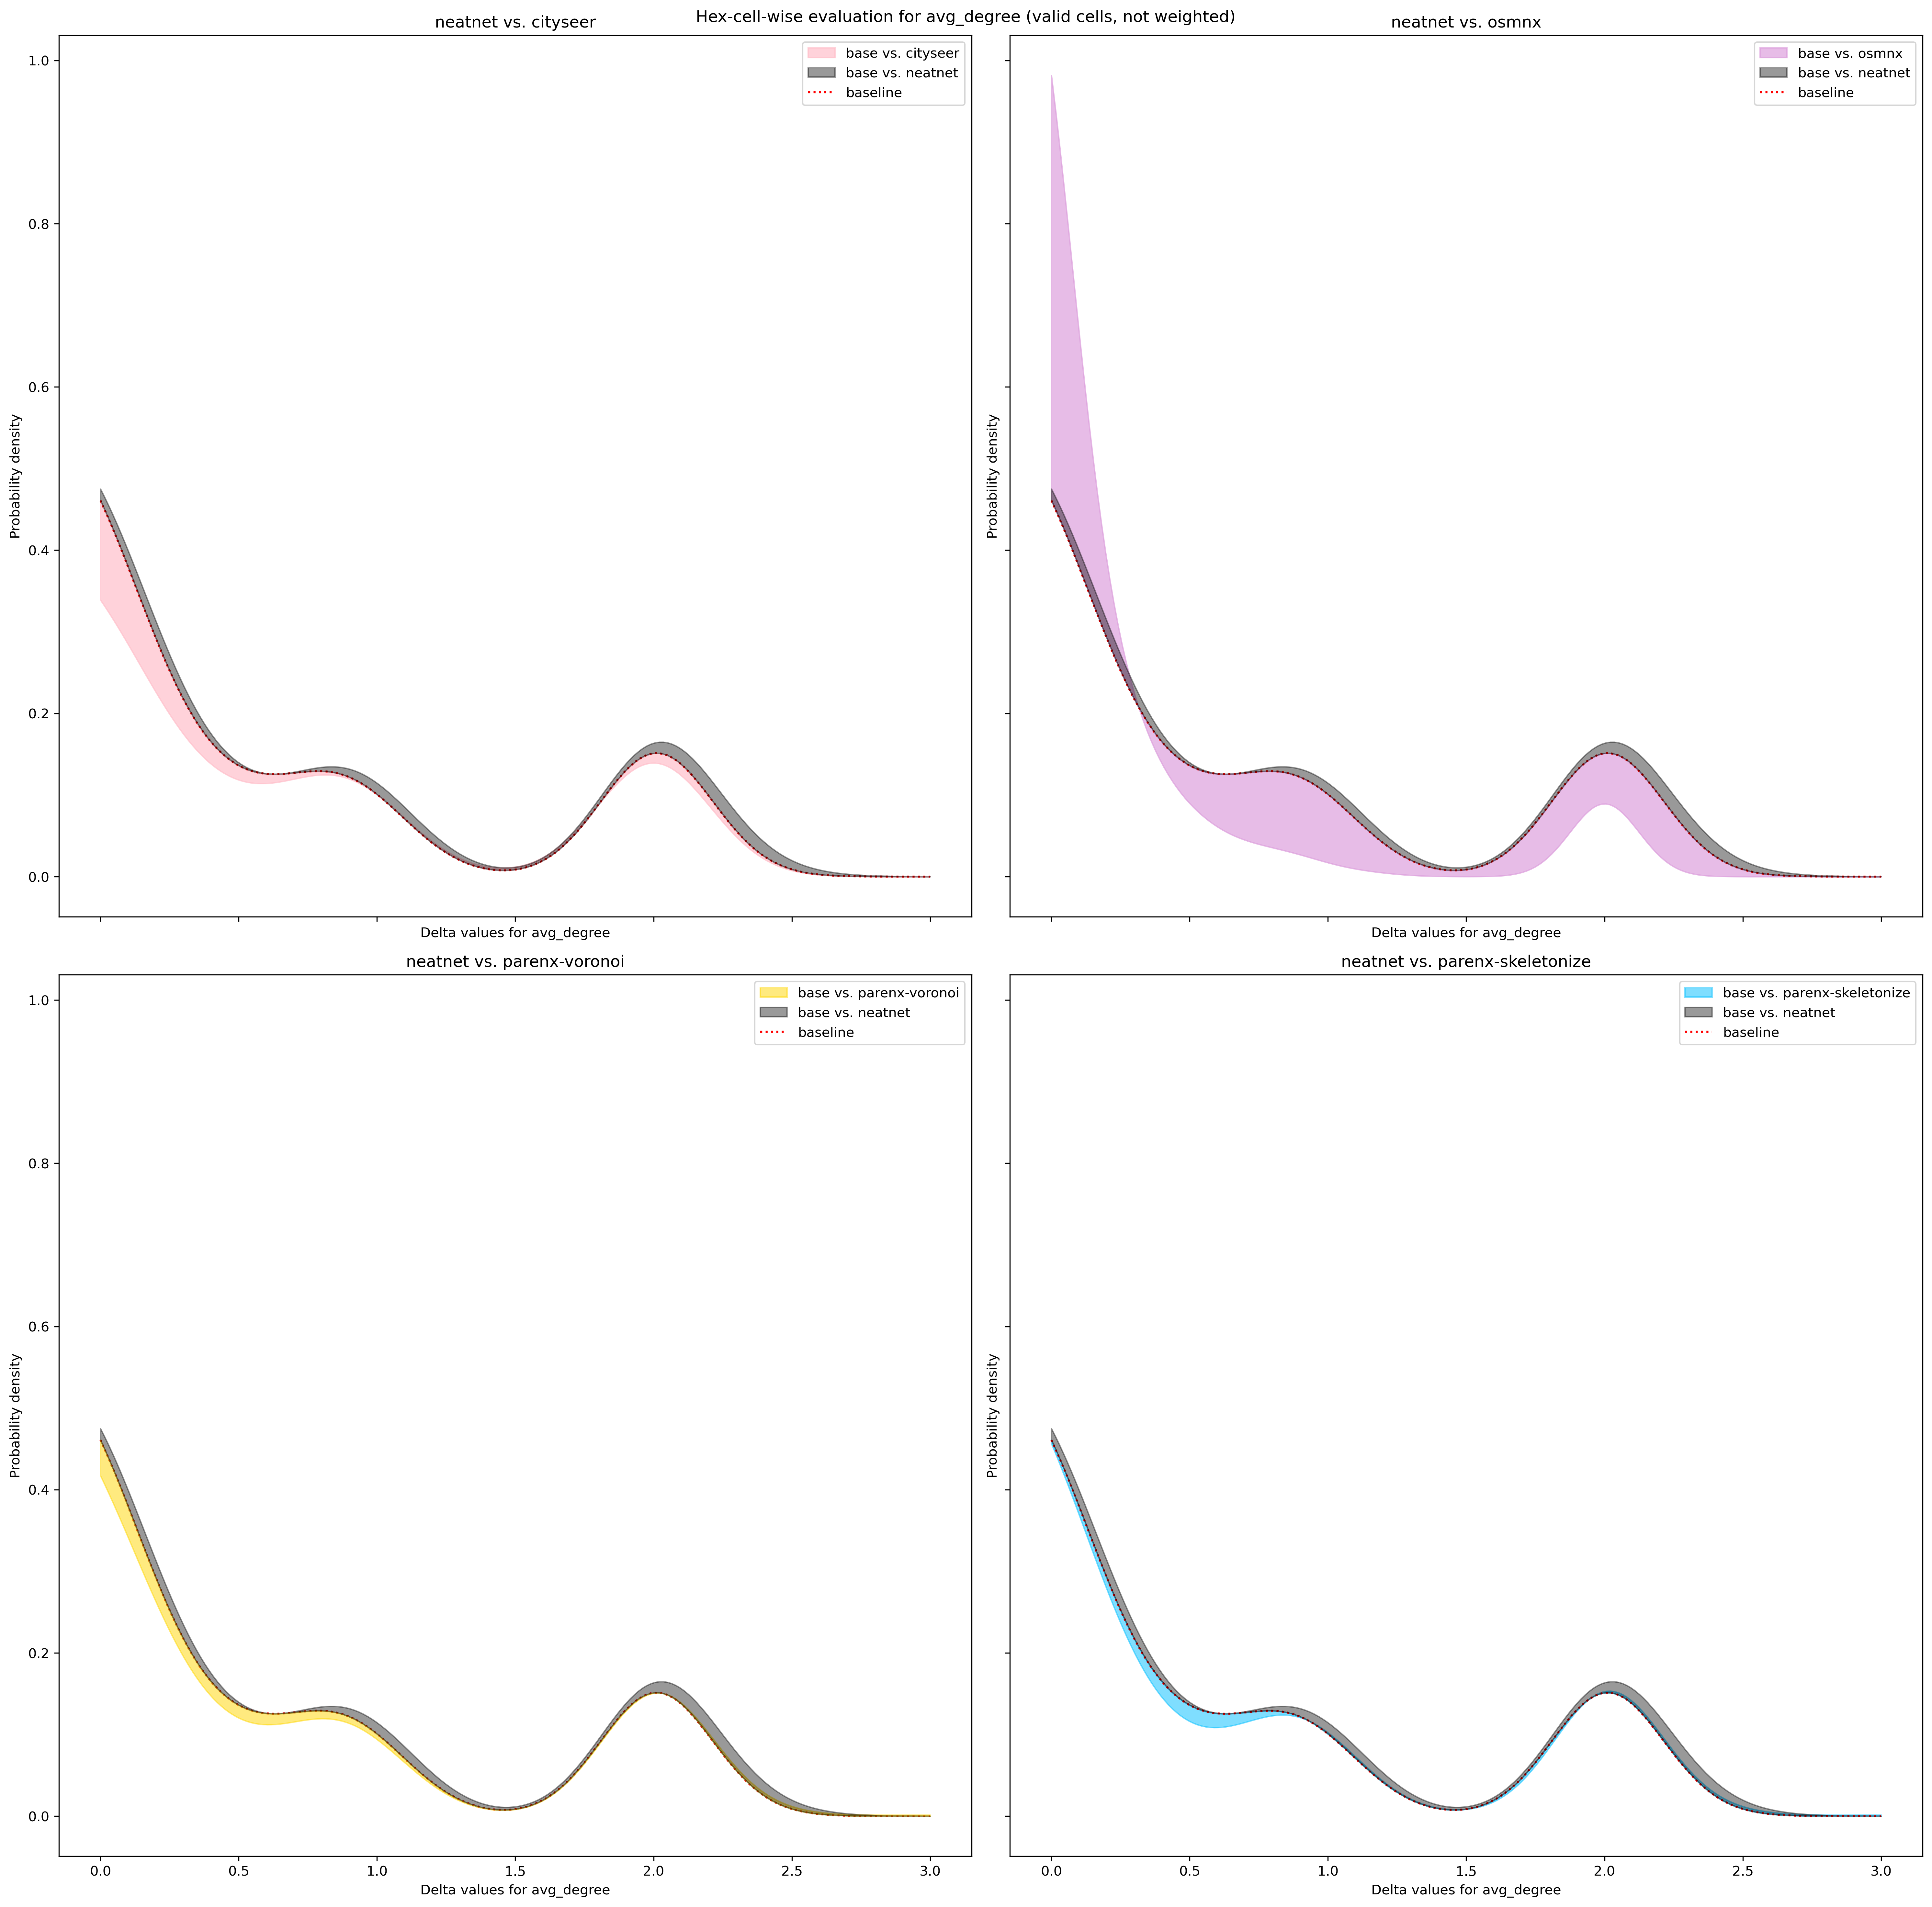 Hex-cell-wise evaluation for avg_degree (valid cells, not weighted)
neatnet vs. cityseer
base vs. cityseer
base vs. neatnet
baseline
Probability density
1.0
0.8
0.6
0.4
0.2
0.0
Delta values for avg_degree
neatnet vs. osmnx
base vs. osmnx
base vs. neatnet
baseline
Probability density
Delta values for avg_degree
neatnet vs. parenx-voronoi
base vs. parenx-voronoi
base vs. neatnet
baseline
Probability density
1.0
0.8
0.6
0.4
0.2
0.0
0.0 0.5 1.0 1.5 2.0 2.5 3.0
Delta values for avg_degree
neatnet vs. parenx-skeletonize
base vs. parenx-skeletonize
base vs. neatnet
baseline
Probability density
0.0 0.5 1.0 1.5 2.0 2.5 3.0
Delta values for avg_degree